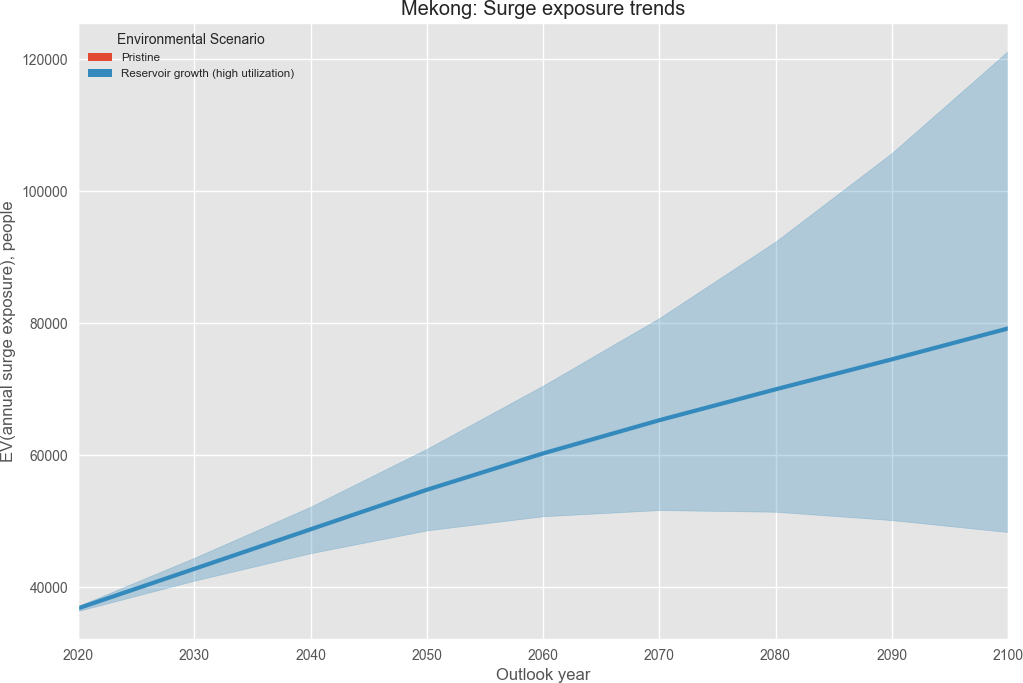 Mekong: Surge exposure trends
Environmental Scenario
Pristine
Reservoir growth (high utilization)
EV(annual surge exposure), people
120000
100000
80000
60000
40000
2020 2030 2040 2050 2060 2070 2080 2090 2100
Outlook year